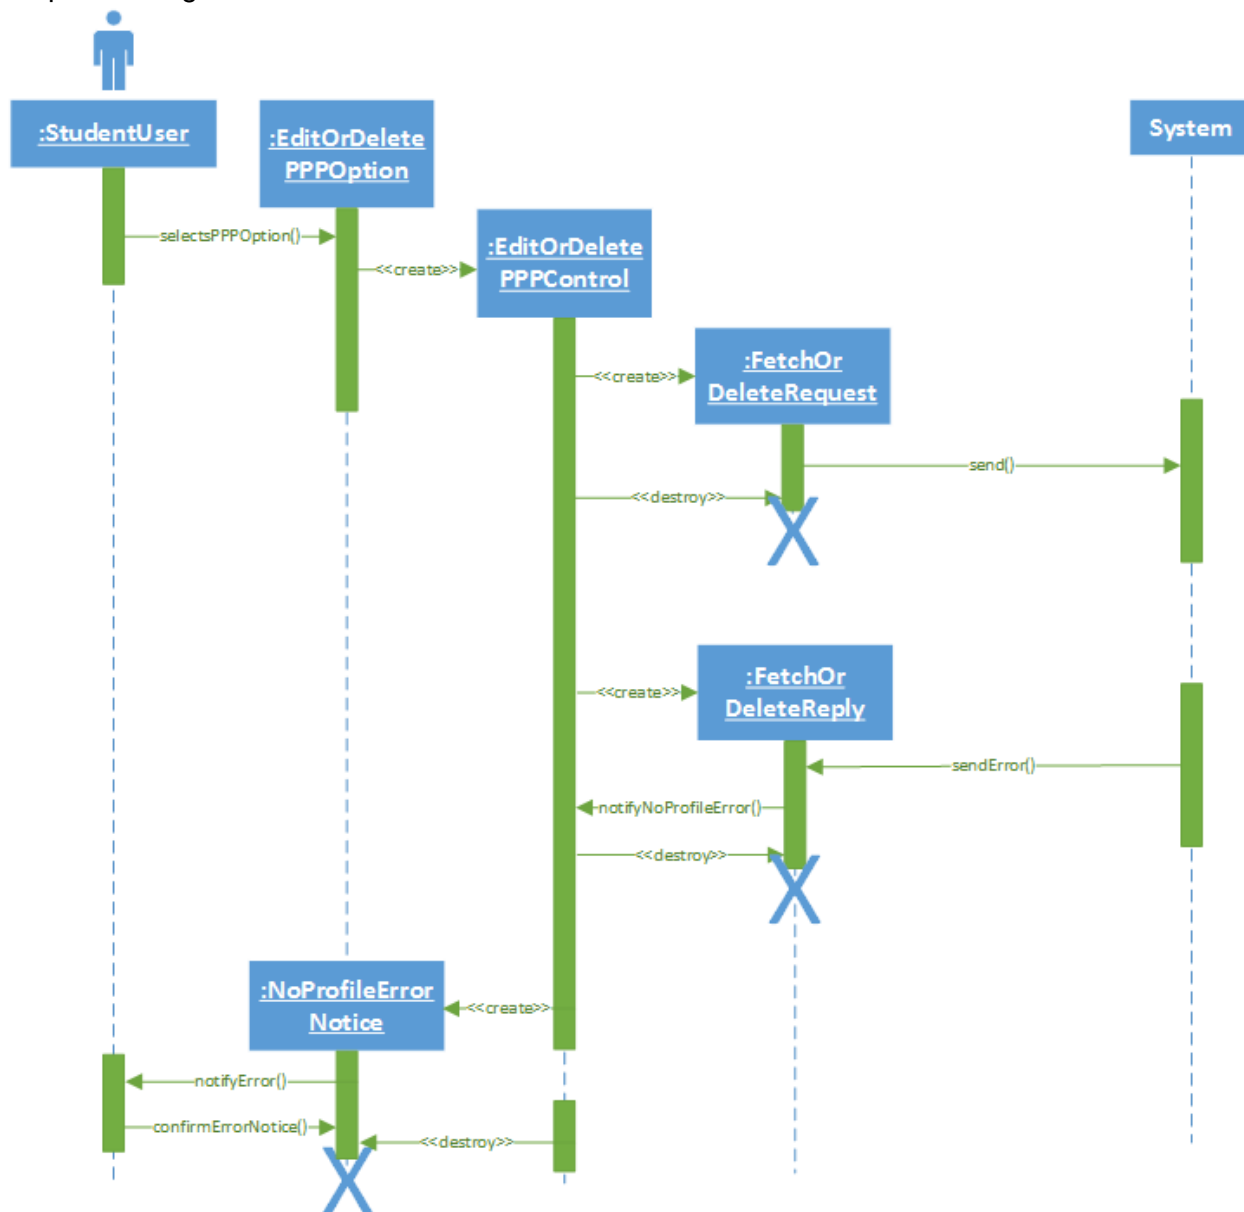 :StudentUser
:EditOrDelete
PPPOption
System
selectsPPPOption()
:EditOrDelete
PPPControl
<<create>>
:FetchOr
DeleteRequest
<<create>>
send()
<<destroy>>
:FetchOr
DeleteReply
<<create>>
sendError()
notifyNoProfileError()
<<destroy>>
:NoProfileError
Notice
<<create>>
notifyError()
confirmErrorNotice()
<<destroy>>